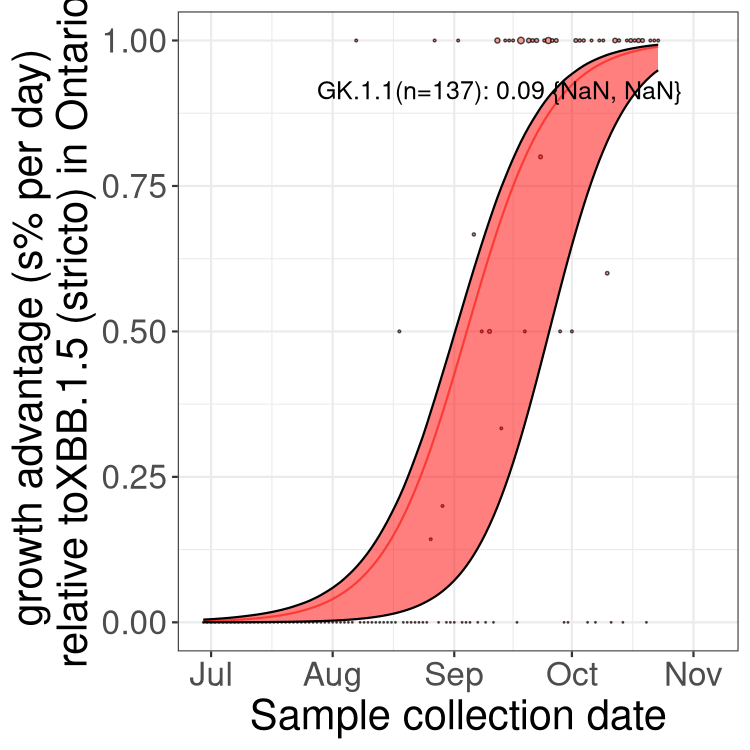 growth advantage (s% per day)
relative toXBB.1.5 (stricto) in Ontario
1.00
0.75
0.50
0.25
0.00
GK.1.1(n=137): 0.09 {NaN, NaN}
Jul Aug Sep Oct Nov
Sample collection date